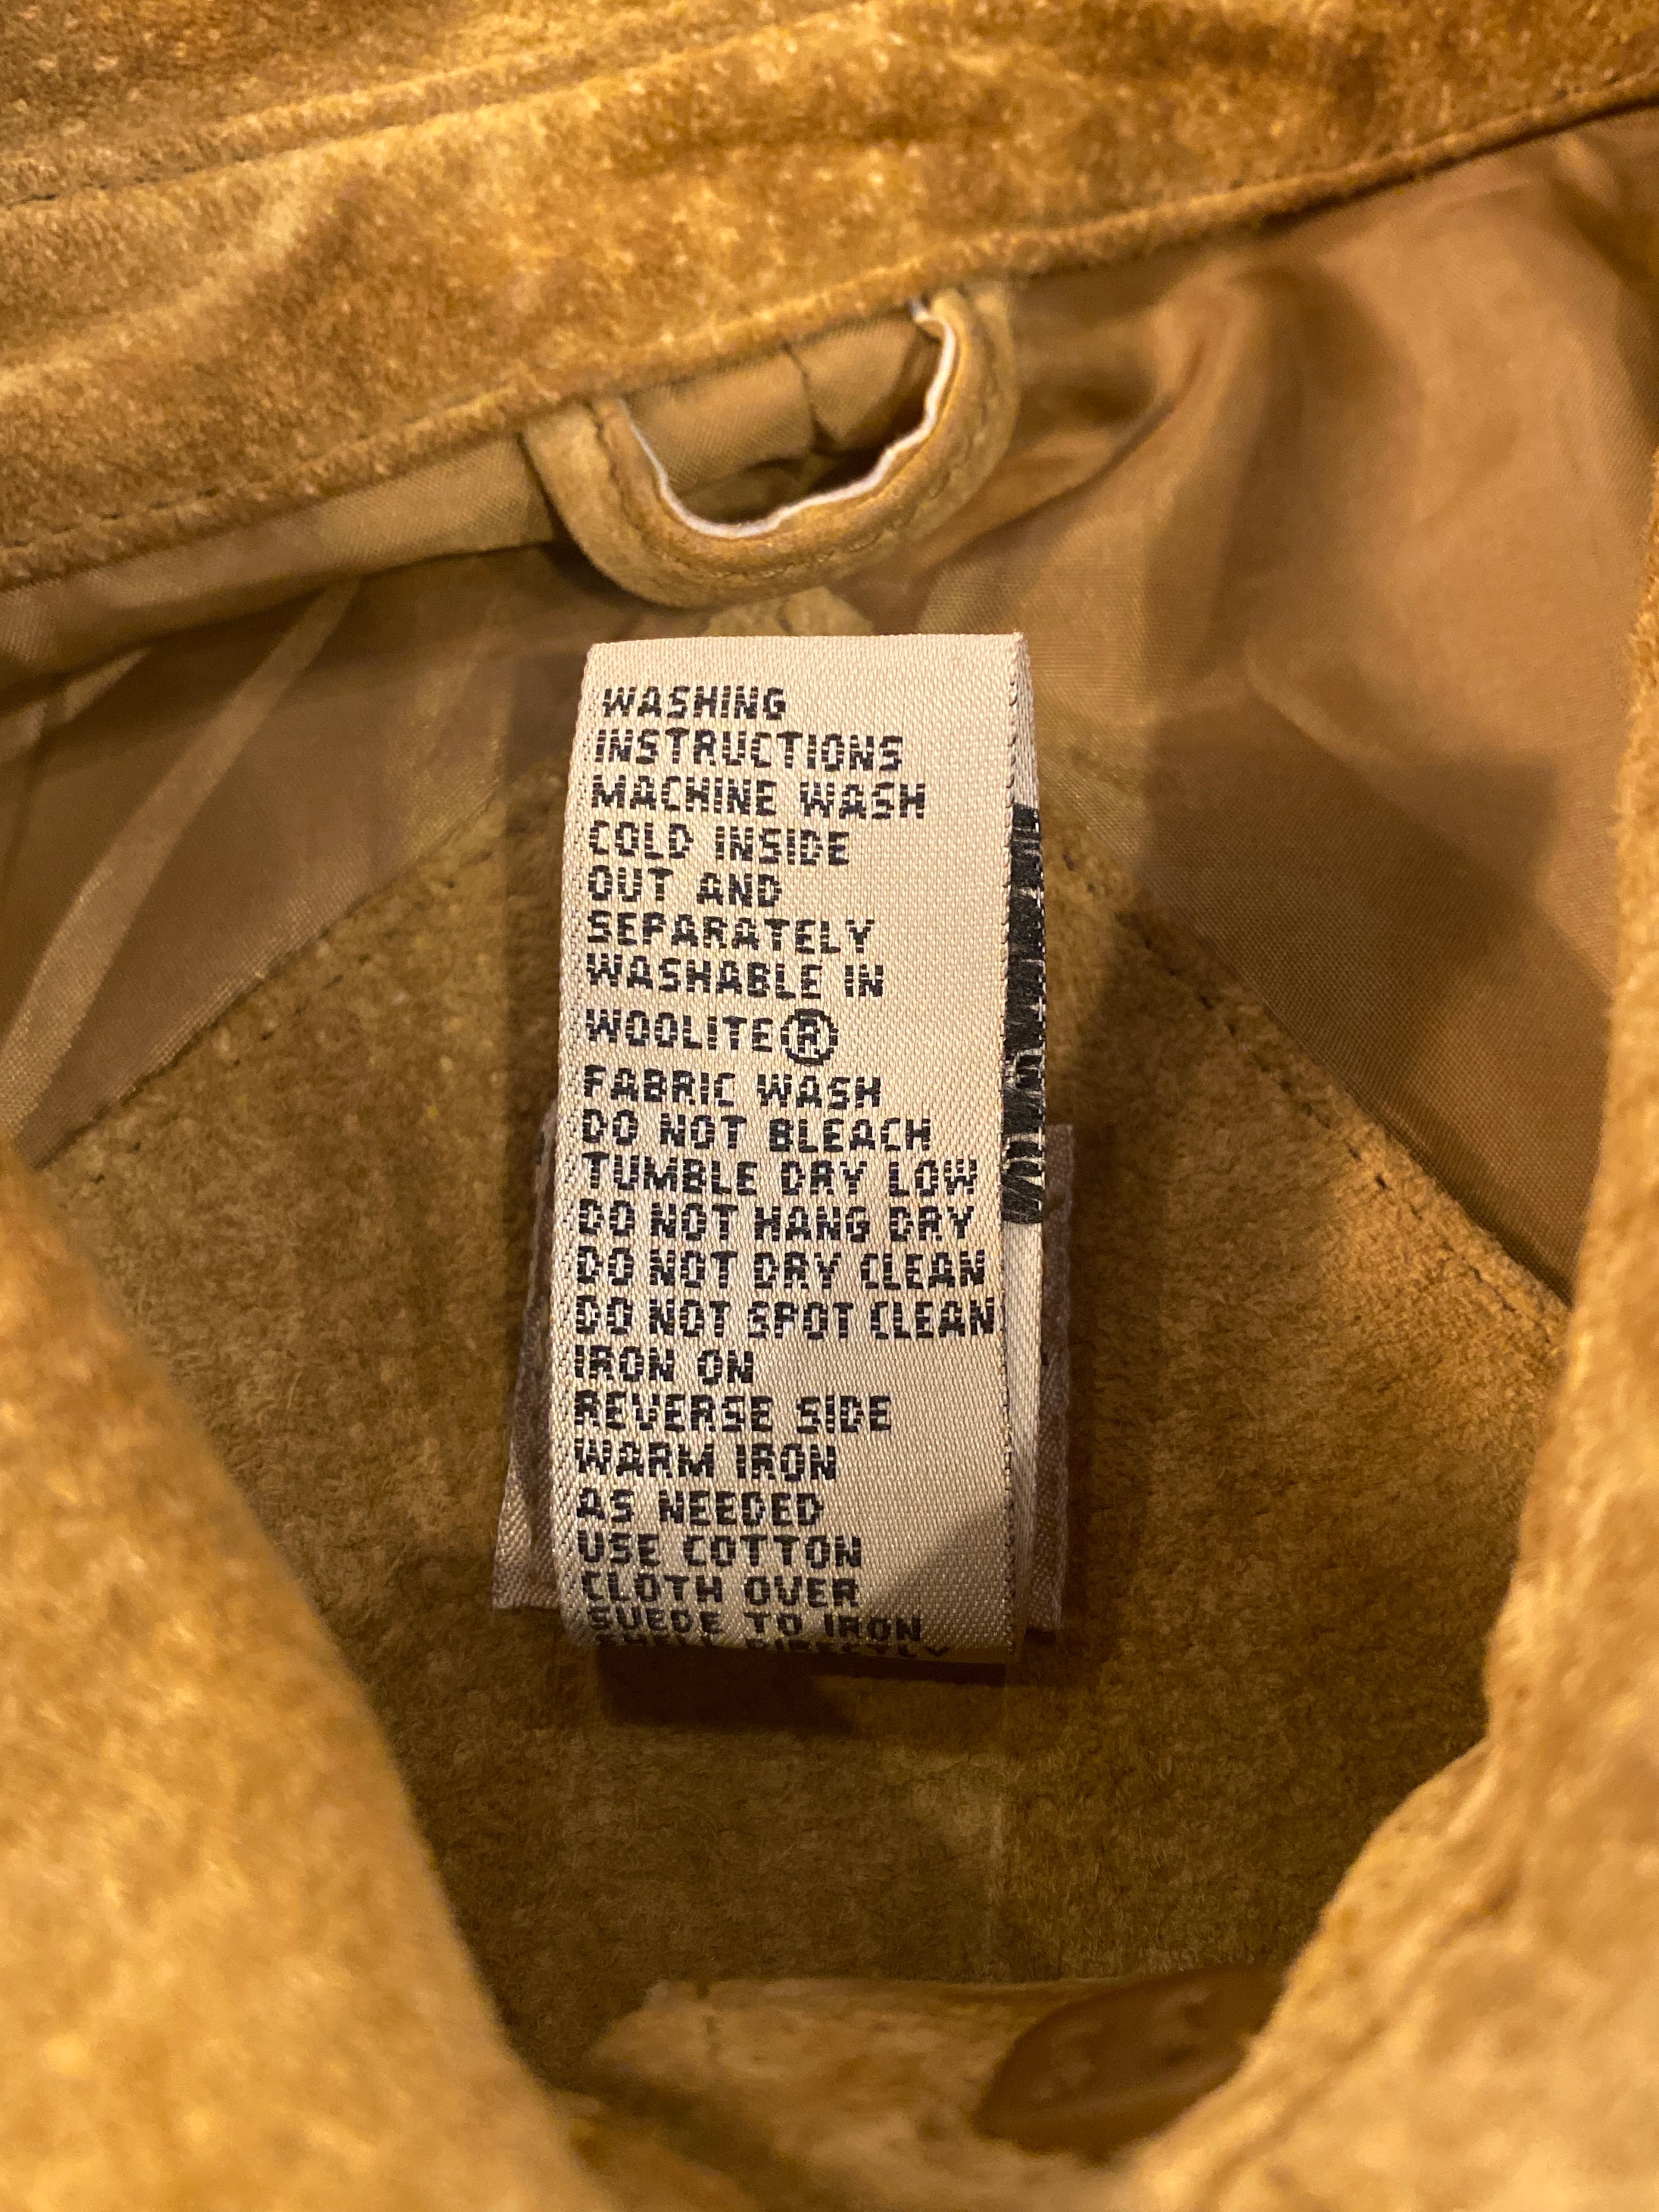 WASHING
INSTRUCTIONS
MACHINE WASH
COLD INSIDE
OUT AND
SEPARATELY
WASHABLE IN
WOOLITE®
FABRIC WASH
DO NOT BLEACH
TUMBLE DRY LOW
DO NOT HANG DRY
DO NOT DRY CLEAN
DO NOT SPOT CLEAN
IRON ON
REVERSE SIDE
WARM IRON
AS NEEDED
USE COTTON
CLOTH OVER
SUEDE TO IRON
SHELL DIRECTLY